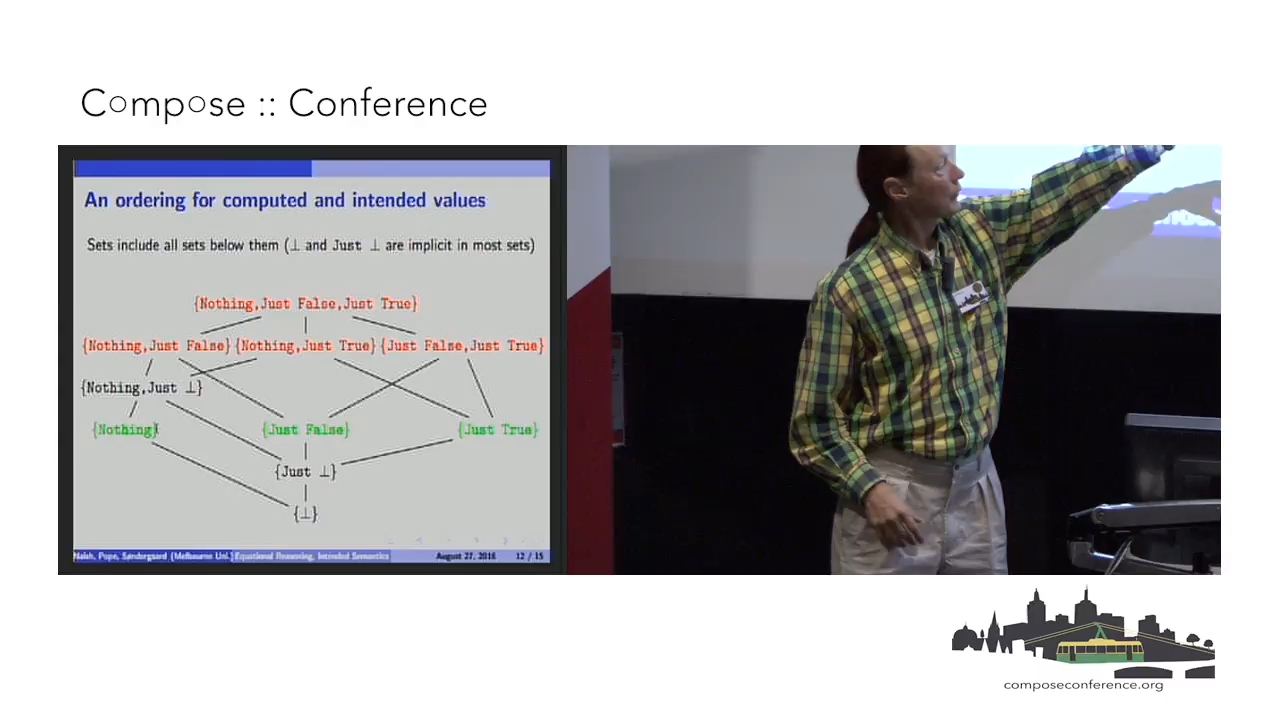 Compose :: Conference
An ordering for computed and intended values
Sets include all sets below them (⊥ and Just ⊥ are implicit in most sets)
{Nothing,Just False,Just True}
{Nothing,Just False} {Nothing,Just True} {Just False,Just True}
{Nothing,Just ⊥}
{Nothing} {Just False} {Just True}
{Just ⊥}
{⊥}
Naish, Pope, Søndergaard (Melbourne Uni.) Equational Reasoning, Intended Semantics August 27, 2016 12 / 15
composeconference.org